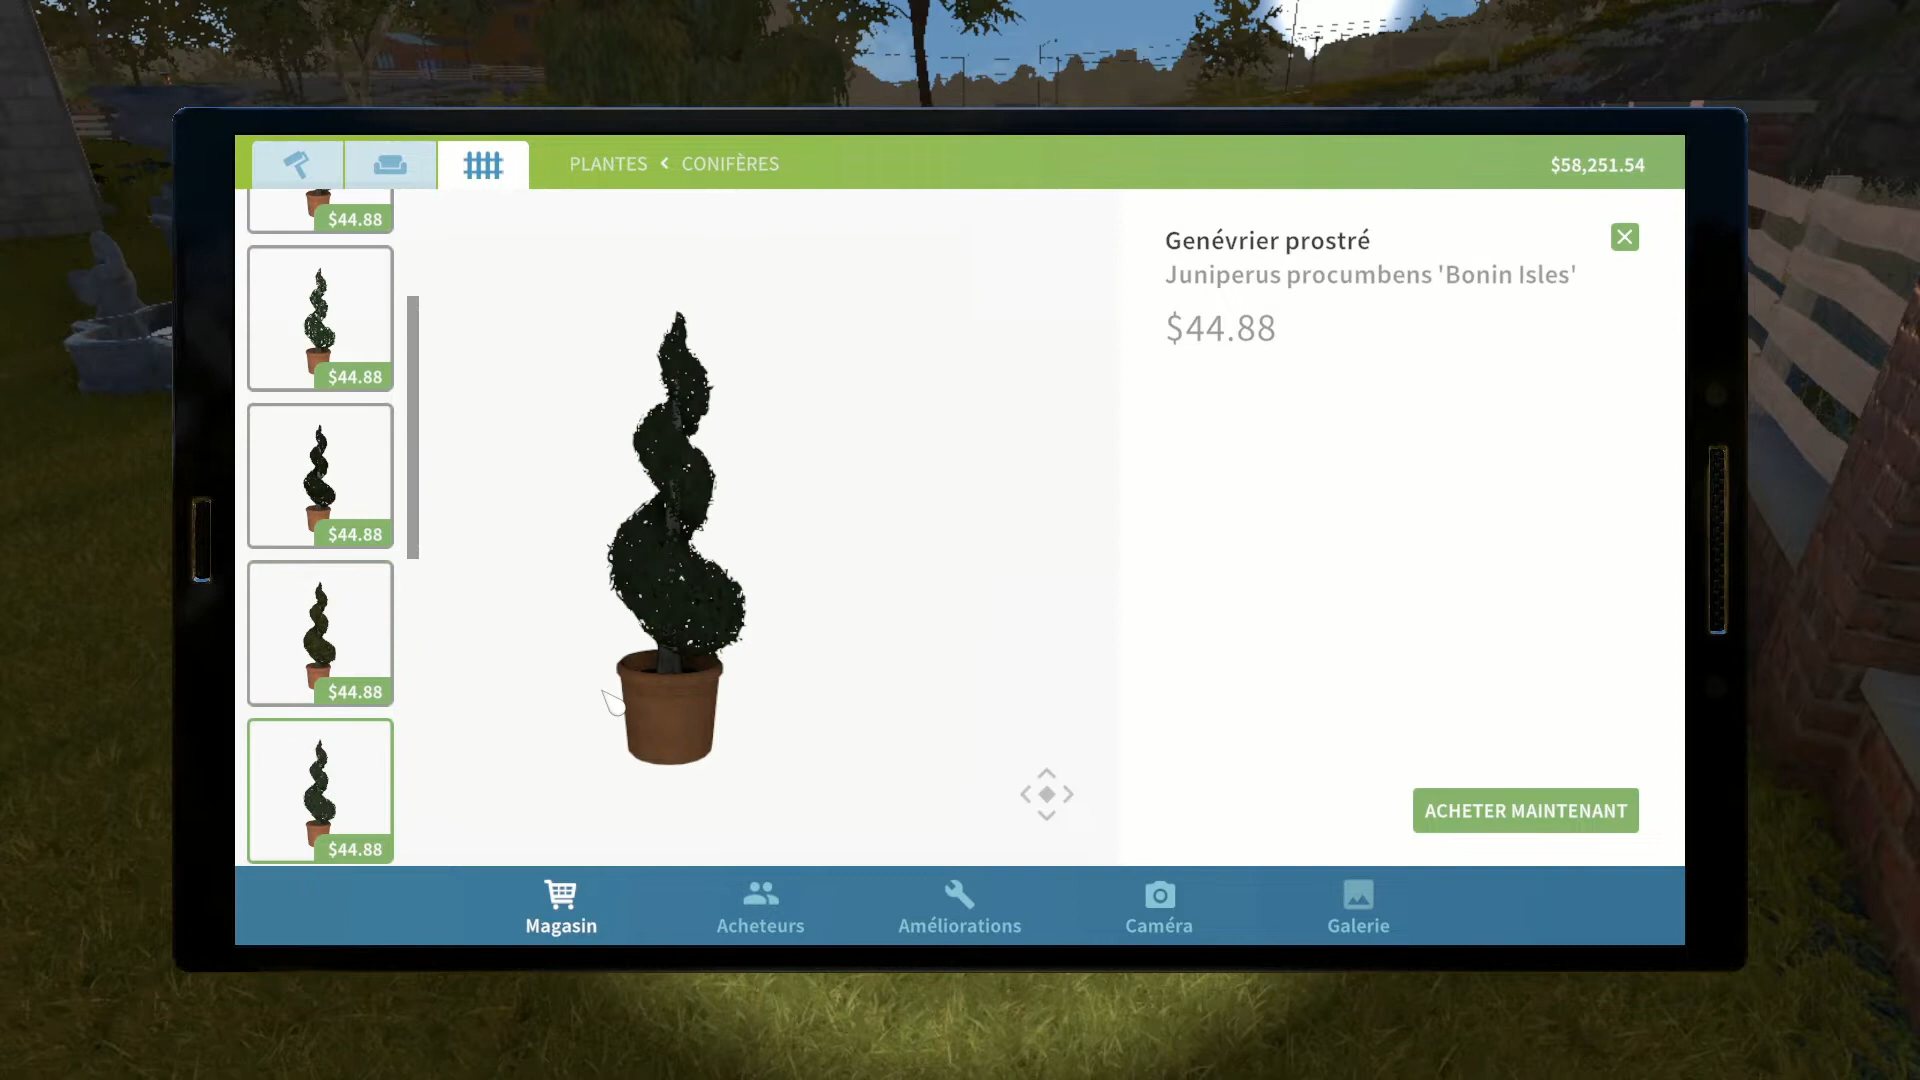 PLANTES < CONIFÈRES
$58,251.54
$44.88
$44.88
$44.88
$44.88
$44.88
Genévrier prostré
Juniperus procumbens 'Bonin Isles'
$44.88
ACHETER MAINTENANT
Magasin
Acheteurs
Améliorations
Caméra
Galerie